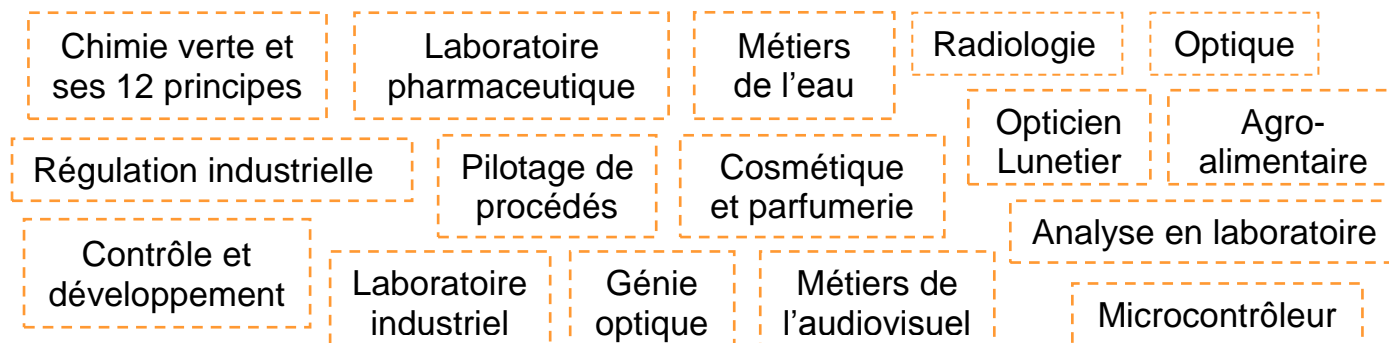 Chimie verte et
ses 12 principes
Laboratoire
pharmaceutique
Métiers
de l’eau
Radiologie
Optique
Opticien
Lunetier
Agro-
alimentaire
Régulation industrielle
Pilotage de
procédés
Cosmétique
et parfumerie
Analyse en laboratoire
Contrôle et
développement
Laboratoire
industriel
Génie
optique
Métiers de
l’audiovisuel
Microcontrôleur